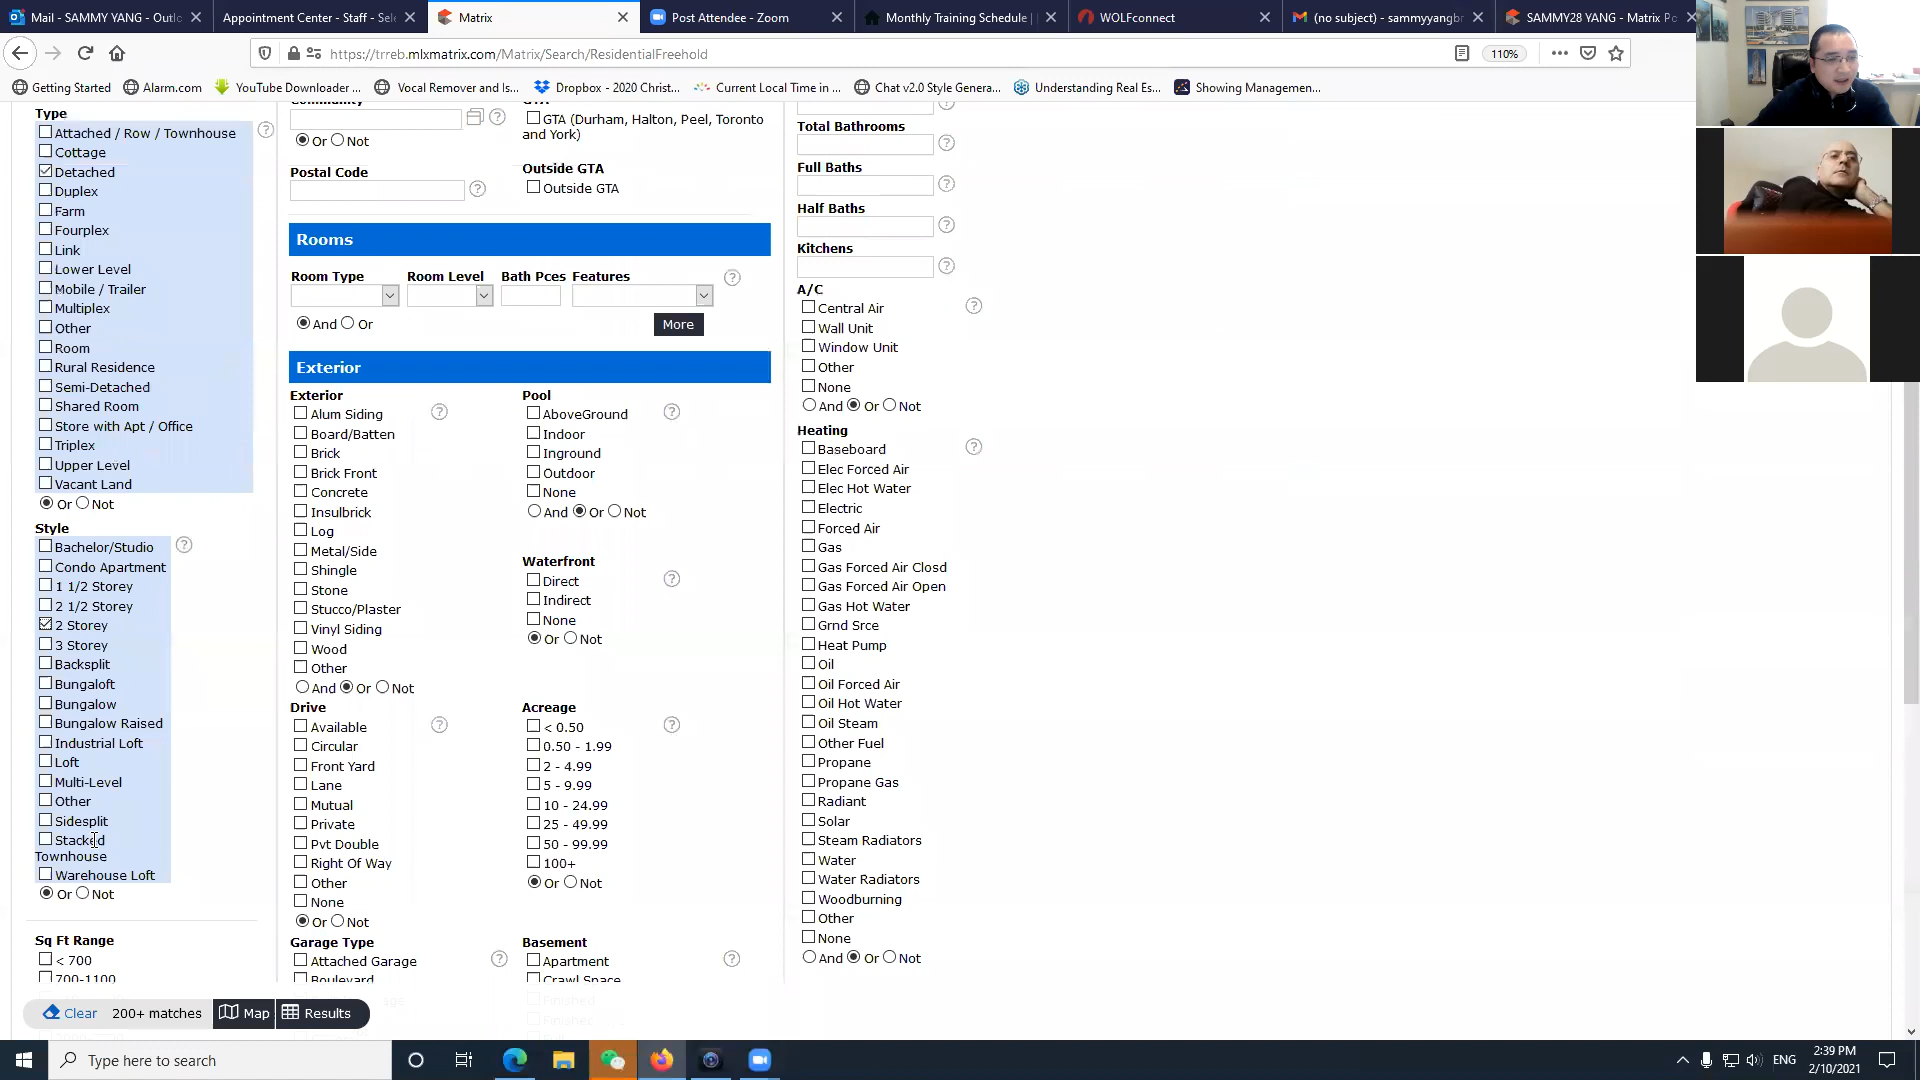 Mail - SAMMY YANG - Outlo
Appointment Center - Staff - Sele
Matrix
Post Attendee - Zoom
Monthly Training Schedule |
WOLFconnect
(no subject) - sammyyangbr
SAMMY28 YANG - Matrix Po
https://trreb.mlxmatrix.com/Matrix/Search/ResidentialFreehold
110%
Getting Started
Alarm.com
YouTube Downloader ...
Vocal Remover and Is...
Dropbox - 2020 Christ...
Current Local Time in ...
Chat v2.0 Style Genera...
Understanding Real Es...
Showing Managemen...
Type
Attached / Row / Townhouse
Cottage
Detached
Duplex
Farm
Fourplex
Link
Lower Level
Mobile / Trailer
Multiplex
Other
Room
Rural Residence
Semi-Detached
Shared Room
Store with Apt / Office
Triplex
Upper Level
Vacant Land
Or Not
Style
Bachelor/Studio
Condo Apartment
1 1/2 Storey
2 1/2 Storey
2 Storey
3 Storey
Backsplit
Bungaloft
Bungalow
Bungalow Raised
Industrial Loft
Loft
Multi-Level
Other
Sidesplit
Stacked
Townhouse
Warehouse Loft
Or Not
Sq Ft Range
< 700
700-1100
Community
Or Not
Postal Code
GTA
GTA (Durham, Halton, Peel, Toronto
and York)
Outside GTA
Outside GTA
Rooms
Room Type Room Level Bath Pces Features
And Or
More
Exterior
Exterior
Alum Siding
Board/Batten
Brick
Brick Front
Concrete
Insulbrick
Log
Metal/Side
Shingle
Stone
Stucco/Plaster
Vinyl Siding
Wood
Other
And Or Not
Drive
Available
Circular
Front Yard
Lane
Mutual
Private
Pvt Double
Right Of Way
Other
None
Or Not
Garage Type
Attached Garage
Boulevard
Pool
AboveGround
Indoor
Inground
Outdoor
None
And Or Not
Waterfront
Direct
Indirect
None
Or Not
Acreage
< 0.50
0.50 - 1.99
2 - 4.99
5 - 9.99
10 - 24.99
25 - 49.99
50 - 99.99
100+
Or Not
Basement
Apartment
Crawl Space
Finished
Total Bathrooms
Full Baths
Half Baths
Kitchens
A/C
Central Air
Wall Unit
Window Unit
Other
None
And Or Not
Heating
Baseboard
Elec Forced Air
Elec Hot Water
Electric
Forced Air
Gas
Gas Forced Air Closd
Gas Forced Air Open
Gas Hot Water
Grnd Srce
Heat Pump
Oil
Oil Forced Air
Oil Hot Water
Oil Steam
Other Fuel
Propane
Propane Gas
Radiant
Solar
Steam Radiators
Water
Water Radiators
Woodburning
Other
None
And Or Not
Clear 200+ matches Map Results
Type here to search
ENG
2:39 PM
2/10/2021